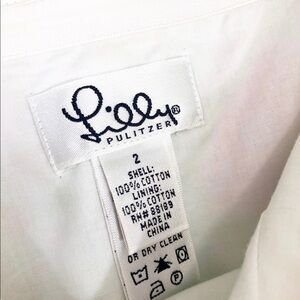 Lilly®
PULITZER
2
SHELL:
100% COTTON
LINING:
100% COTTON
RN# 88189
MADE IN
CHINA
OR DRY CLEAN
P